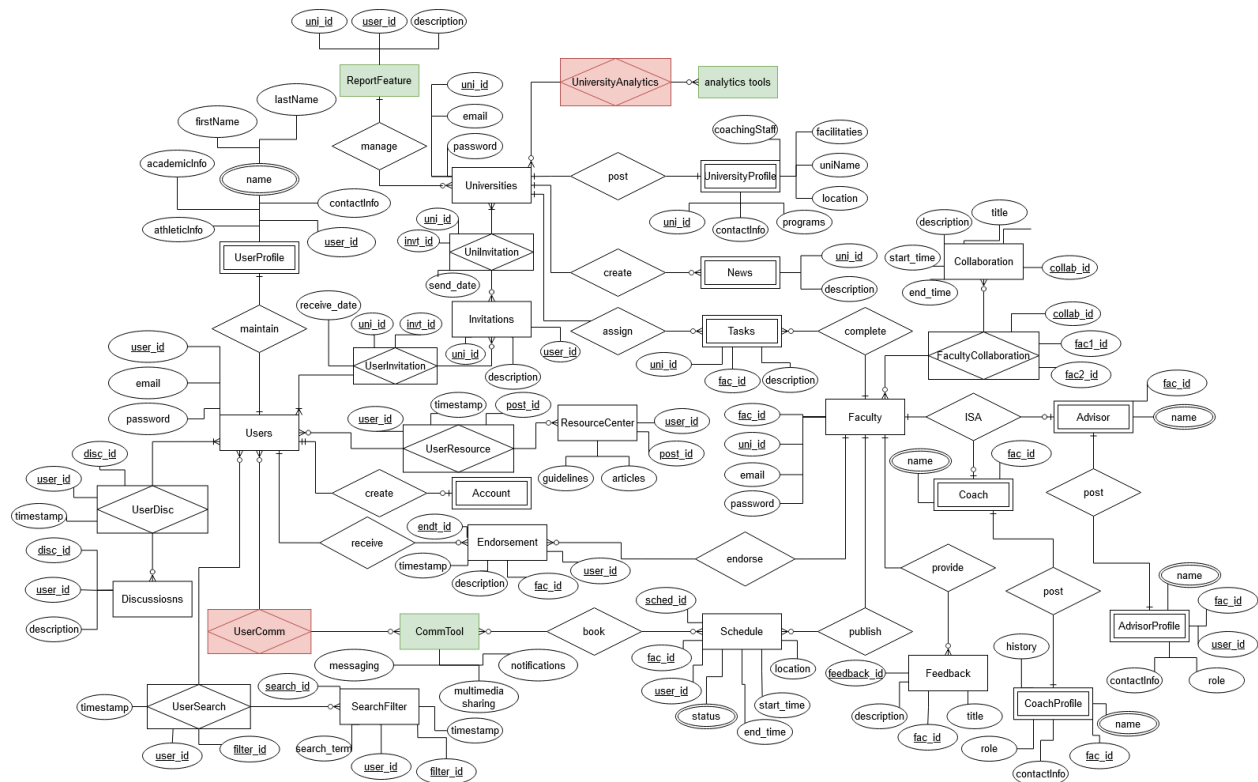 uni_id
user_id
description
ReportFeature
UniversityAnalytics
analytics tools
lastName
firstName
uni_id
email
password
manage
coachingStaff
facilitaties
academicInfo
name
post
UniversityProfile
uniName
Universities
location
contactInfo
uni_id
contactInfo
programs
athleticInfo
user_id
uni_id
invt_id
UniInvitation
description
title
UserProfile
start_time
Collaboration
uni_id
create
News
collab_id
send_date
description
end_time
receive_date
maintain
uni_id
invt_id
Invitations
assign
Tasks
complete
collab_id
user_id
UserInvitation
uni_id
user_id
FacultyCollaboration
fac1_id
description
uni_id
fac_id
description
fac2_id
email
fac_id
password
timestamp
post_id
user_id
fac_id
Faculty
ISA
Advisor
name
Users
UserResource
ResourceCenter
user_id
uni_id
disc_id
post_id
name
fac_id
user_id
guidelines
articles
email
create
Account
Coach
post
UserDisc
password
timestamp
endt_id
receive
Endorsement
disc_id
timestamp
user_id
endorse
description
fac_id
provide
user_id
post
name
Discussiosns
sched_id
fac_id
description
UserComm
CommTool
book
Schedule
publish
AdvisorProfile
user_id
fac_id
location
history
messaging
notifications
feedback_id
Feedback
contactInfo
role
search_id
multimedia
sharing
user_id
start_time
timestamp
UserSearch
SearchFilter
status
description
title
CoachProfile
timestamp
end_time
name
search_term
fac_id
role
user_id
filter_id
user_id
filter_id
fac_id
contactInfo